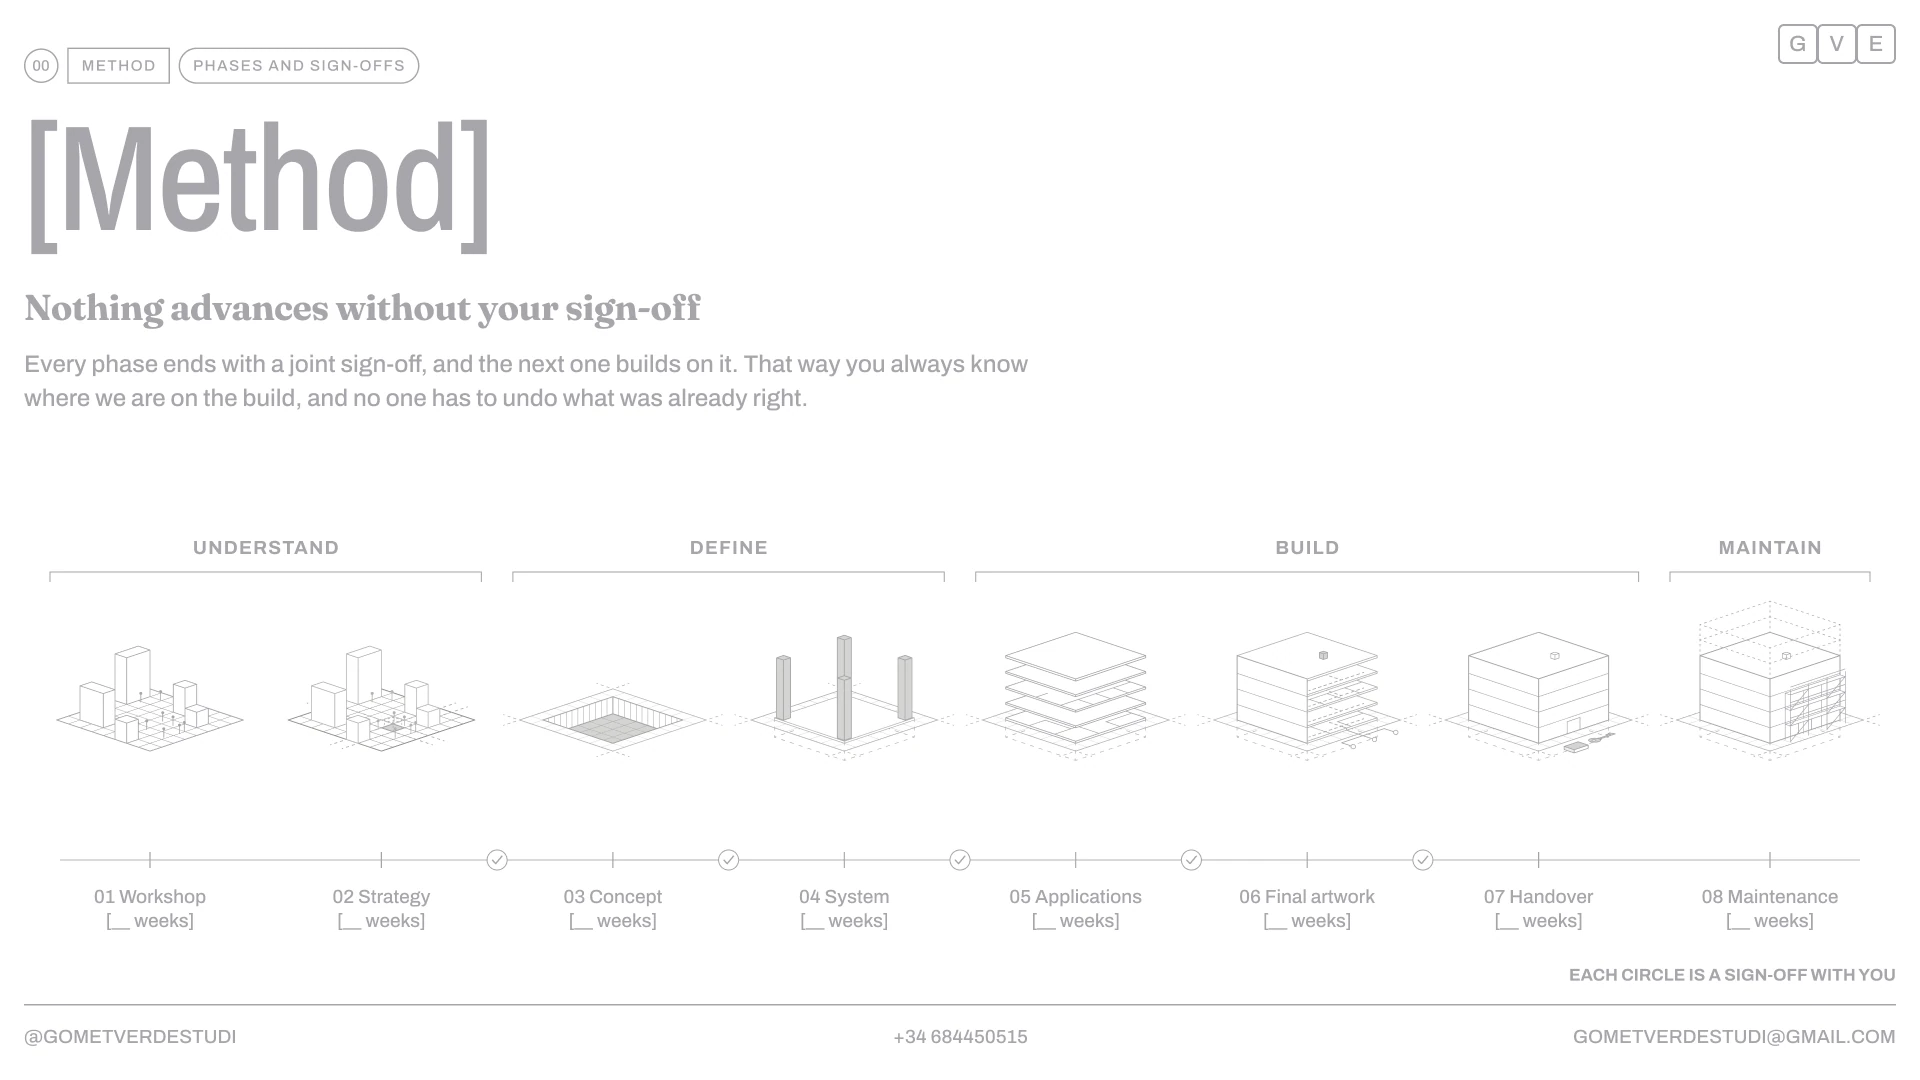 00 METHOD PHASES AND SIGN-OFFS
G V E
[Method]
Nothing advances without your sign-off
Every phase ends with a joint sign-off, and the next one builds on it. That way you always know
where we are on the build, and no one has to undo what was already right.
UNDERSTAND DEFINE BUILD MAINTAIN
01 Workshop 02 Strategy 03 Concept 04 System 05 Applications 06 Final artwork 07 Handover 08 Maintenance
[__ weeks] [__ weeks] [__ weeks] [__ weeks] [__ weeks] [__ weeks] [__ weeks] [__ weeks]
EACH CIRCLE IS A SIGN-OFF WITH YOU
@GOMETVERDESTUDI +34 684450515 GOMETVERDESTUDI@GMAIL.COM